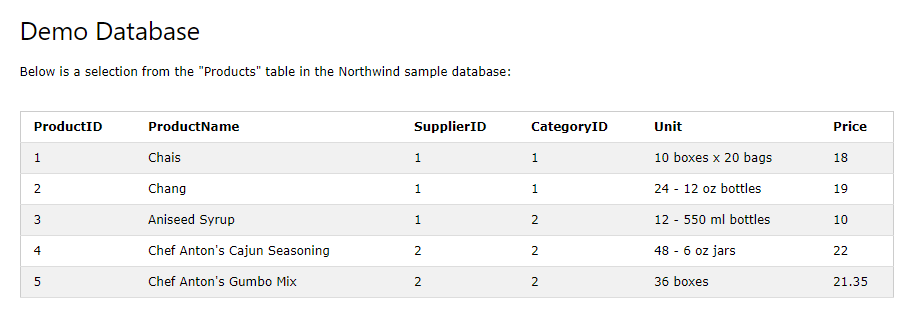 Demo Database
Below is a selection from the "Products" table in the Northwind sample database:
ProductID ProductName SupplierID CategoryID Unit Price
1 Chais 1 1 10 boxes x 20 bags 18
2 Chang 1 1 24 - 12 oz bottles 19
3 Aniseed Syrup 1 2 12 - 550 ml bottles 10
4 Chef Anton's Cajun Seasoning 2 2 48 - 6 oz jars 22
5 Chef Anton's Gumbo Mix 2 2 36 boxes 21.35